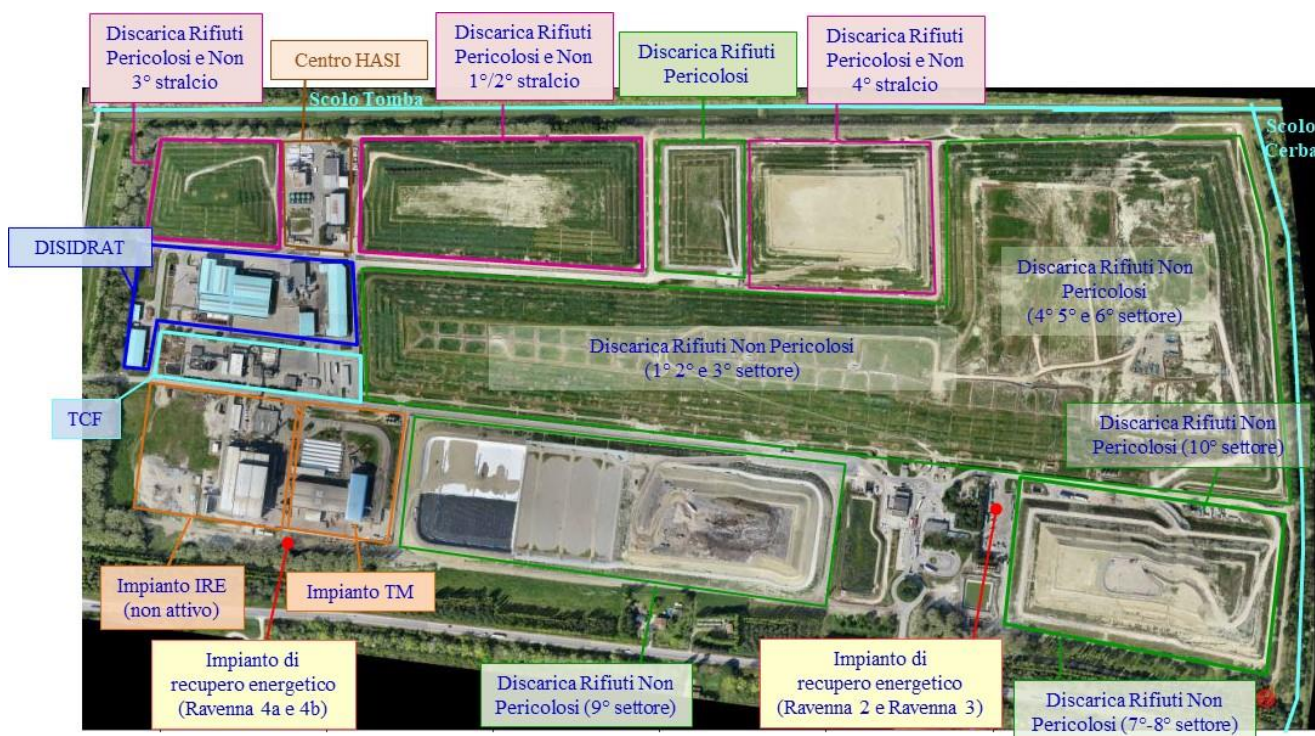 Discarica Rifiuti
Pericolosi e Non
3° stralcio
Centro HASI
Discarica Rifiuti
Pericolosi e Non
1°/2° stralcio
Discarica Rifiuti
Pericolosi
Discarica Rifiuti
Pericolosi e Non
4° stralcio
Scolo Tomba
Scolo
Cerba
DISIDRAT
Discarica Rifiuti Non
Pericolosi
(4° 5° e 6° settore)
Discarica Rifiuti Non Pericolosi
(1° 2° e 3° settore)
TCF
Discarica Rifiuti Non
Pericolosi (10° settore)
Impianto IRE
(non attivo)
Impianto TM
Impianto di
recupero energetico
(Ravenna 4a e 4b)
Discarica Rifiuti Non
Pericolosi (9° settore)
Impianto di
recupero energetico
(Ravenna 2 e Ravenna 3)
Discarica Rifiuti Non
Pericolosi (7°-8° settore)